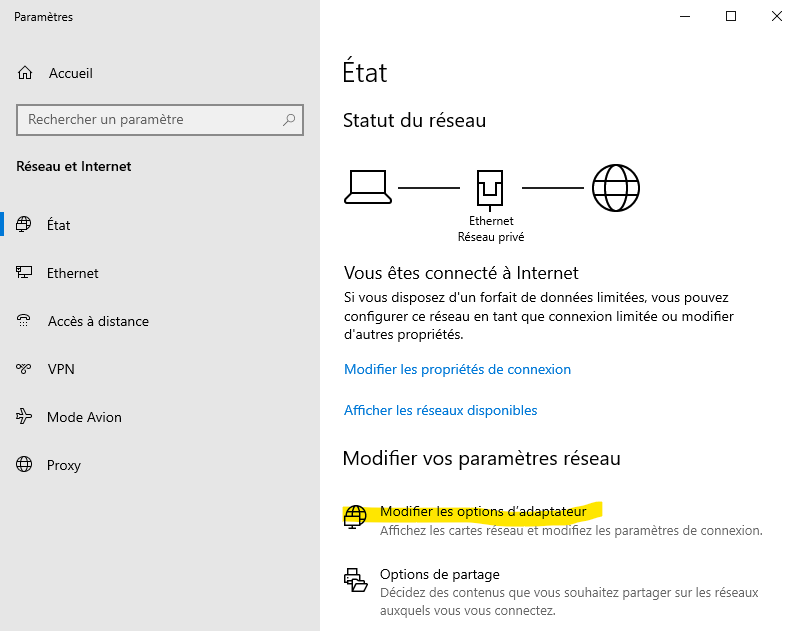 Paramètres
Accueil
Rechercher un paramètre
Réseau et Internet
État
Ethernet
Accès à distance
VPN
Mode Avion
Proxy
État
Statut du réseau
Ethernet
Réseau privé
Vous êtes connecté à Internet
Si vous disposez d'un forfait de données limitées, vous pouvez
configurer ce réseau en tant que connexion limitée ou modifier
d'autres propriétés.
Modifier les propriétés de connexion
Afficher les réseaux disponibles
Modifier vos paramètres réseau
Modifier les options d'adaptateur
Affichez les cartes réseau et modifiez les paramètres de connexion.
Options de partage
Décidez des contenus que vous souhaitez partager sur les réseaux
auxquels vous vous connectez.